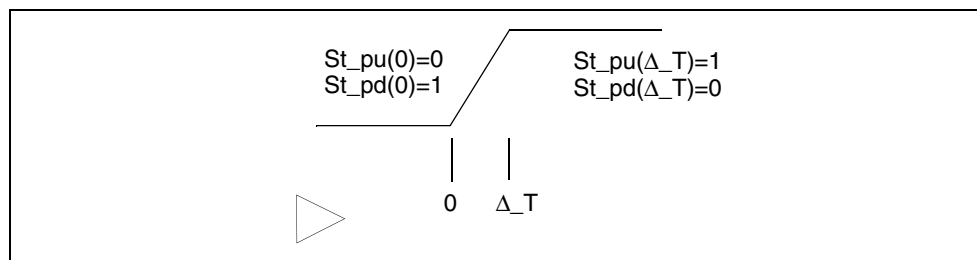 St_pu(0)=0
St_pd(0)=1
St_pu(Δ_T)=1
St_pd(Δ_T)=0
0
Δ_T